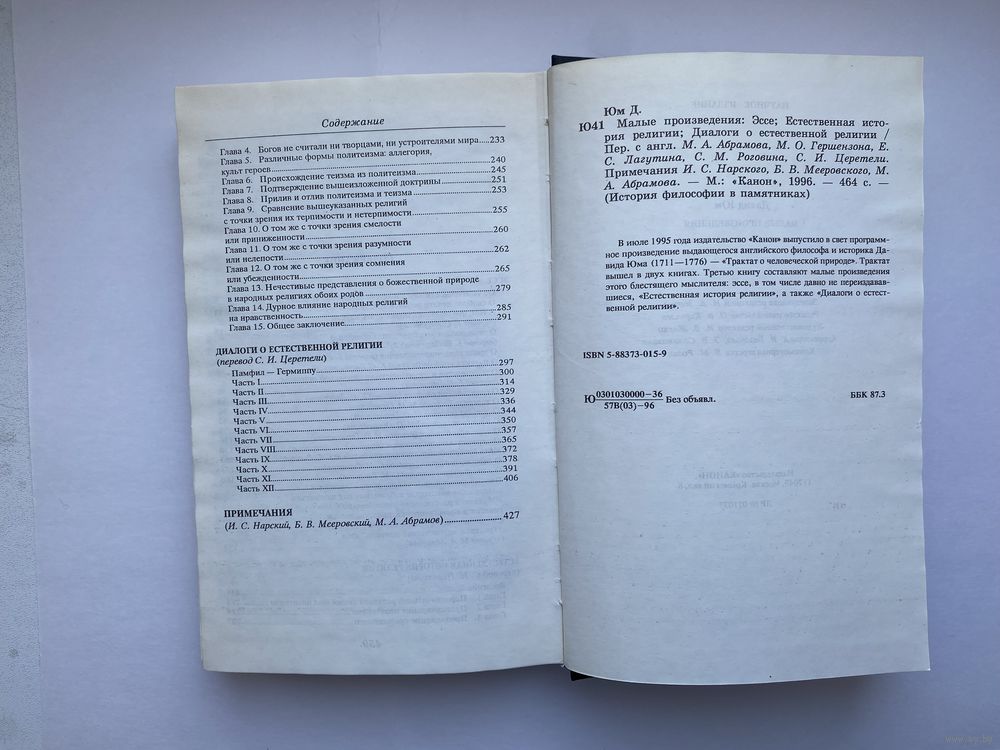 Содержание
Глава 4. Богов не считали ни творцами, ни устроителями мира.....233
Глава 5. Различные формы политеизма: аллегория,
культ героев..........240
Глава 6. Происхождение теизма из политеизма..........245
Глава 7. Подтверждение вышеизложенной доктрины..........251
Глава 8. Прилив и отлив политеизма и теизма..........253
Глава 9. Сравнение вышеуказанных религий
с точки зрения их терпимости и нетерпимости..........255
Глава 10. О том же с точки зрения смелости
или приниженности..........260
Глава 11. О том же с точки зрения разумности
или нелепости..........262
Глава 12. О том же с точки зрения сомнения
или убежденности..........265
Глава 13. Нечестивые представления о божественной природе
в народных религиях обоих родов..........279
Глава 14. Дурное влияние народных религий
на нравственность..........285
Глава 15. Общее заключение..........291
ДИАЛОГИ О ЕСТЕСТВЕННОЙ РЕЛИГИИ
(перевод С. И. Церетели)
Памфил — Гермиппу..........297
Часть I..........300
Часть II..........314
Часть III..........329
Часть IV..........336
Часть V..........344
Часть VI..........350
Часть VII..........357
Часть VIII..........365
Часть IX..........372
Часть X..........378
Часть XI..........391
Часть XII..........406
ПРИМЕЧАНИЯ
(И. С. Нарский, Б. В. Мееровский, М. А. Абрамов)..........427
Юм Д.
Ю41 Малые произведения: Эссе; Естественная исто-
рия религии; Диалоги о естественной религии /
Пер. с англ. М. А. Абрамова, М. О. Гершензона, Е.
С. Лагутина, С. М. Роговина, С. И. Церетели.
Примечания И. С. Нарского, Б. В. Мееровского, М.
А. Абрамова. — М.: «Канон», 1996. — 464 с. —
(История философии в памятниках)
В июле 1995 года издательство «Канон» выпустило в свет программ-
ное произведение выдающегося английского философа и историка Да-
вида Юма (1711—1776) — «Трактат о человеческой природе». Трактат
вышел в двух книгах. Третью книгу составляют малые произведения
этого блестящего мыслителя: эссе, в том числе давно не переиздавав-
шиеся, «Естественная история религии», а также «Диалоги о естест-
венной религии».
ISBN 5-88373-015-9
Ю 0301030000—36
57В(03)—96 Без объявл.
ББК 87.3